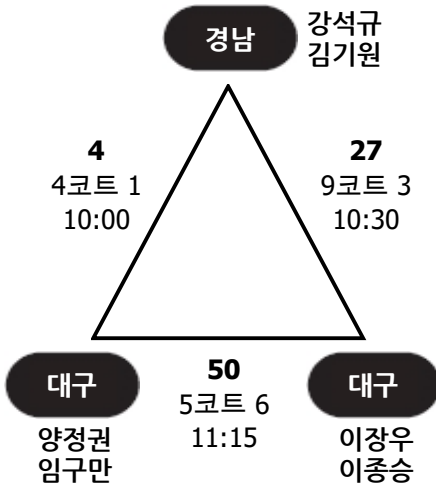 경남
강석규
김기원
4
4코트 1
10:00
27
9코트 3
10:30
대구
양정권
임구만
50
5코트 6
11:15
대구
이장우
이종승